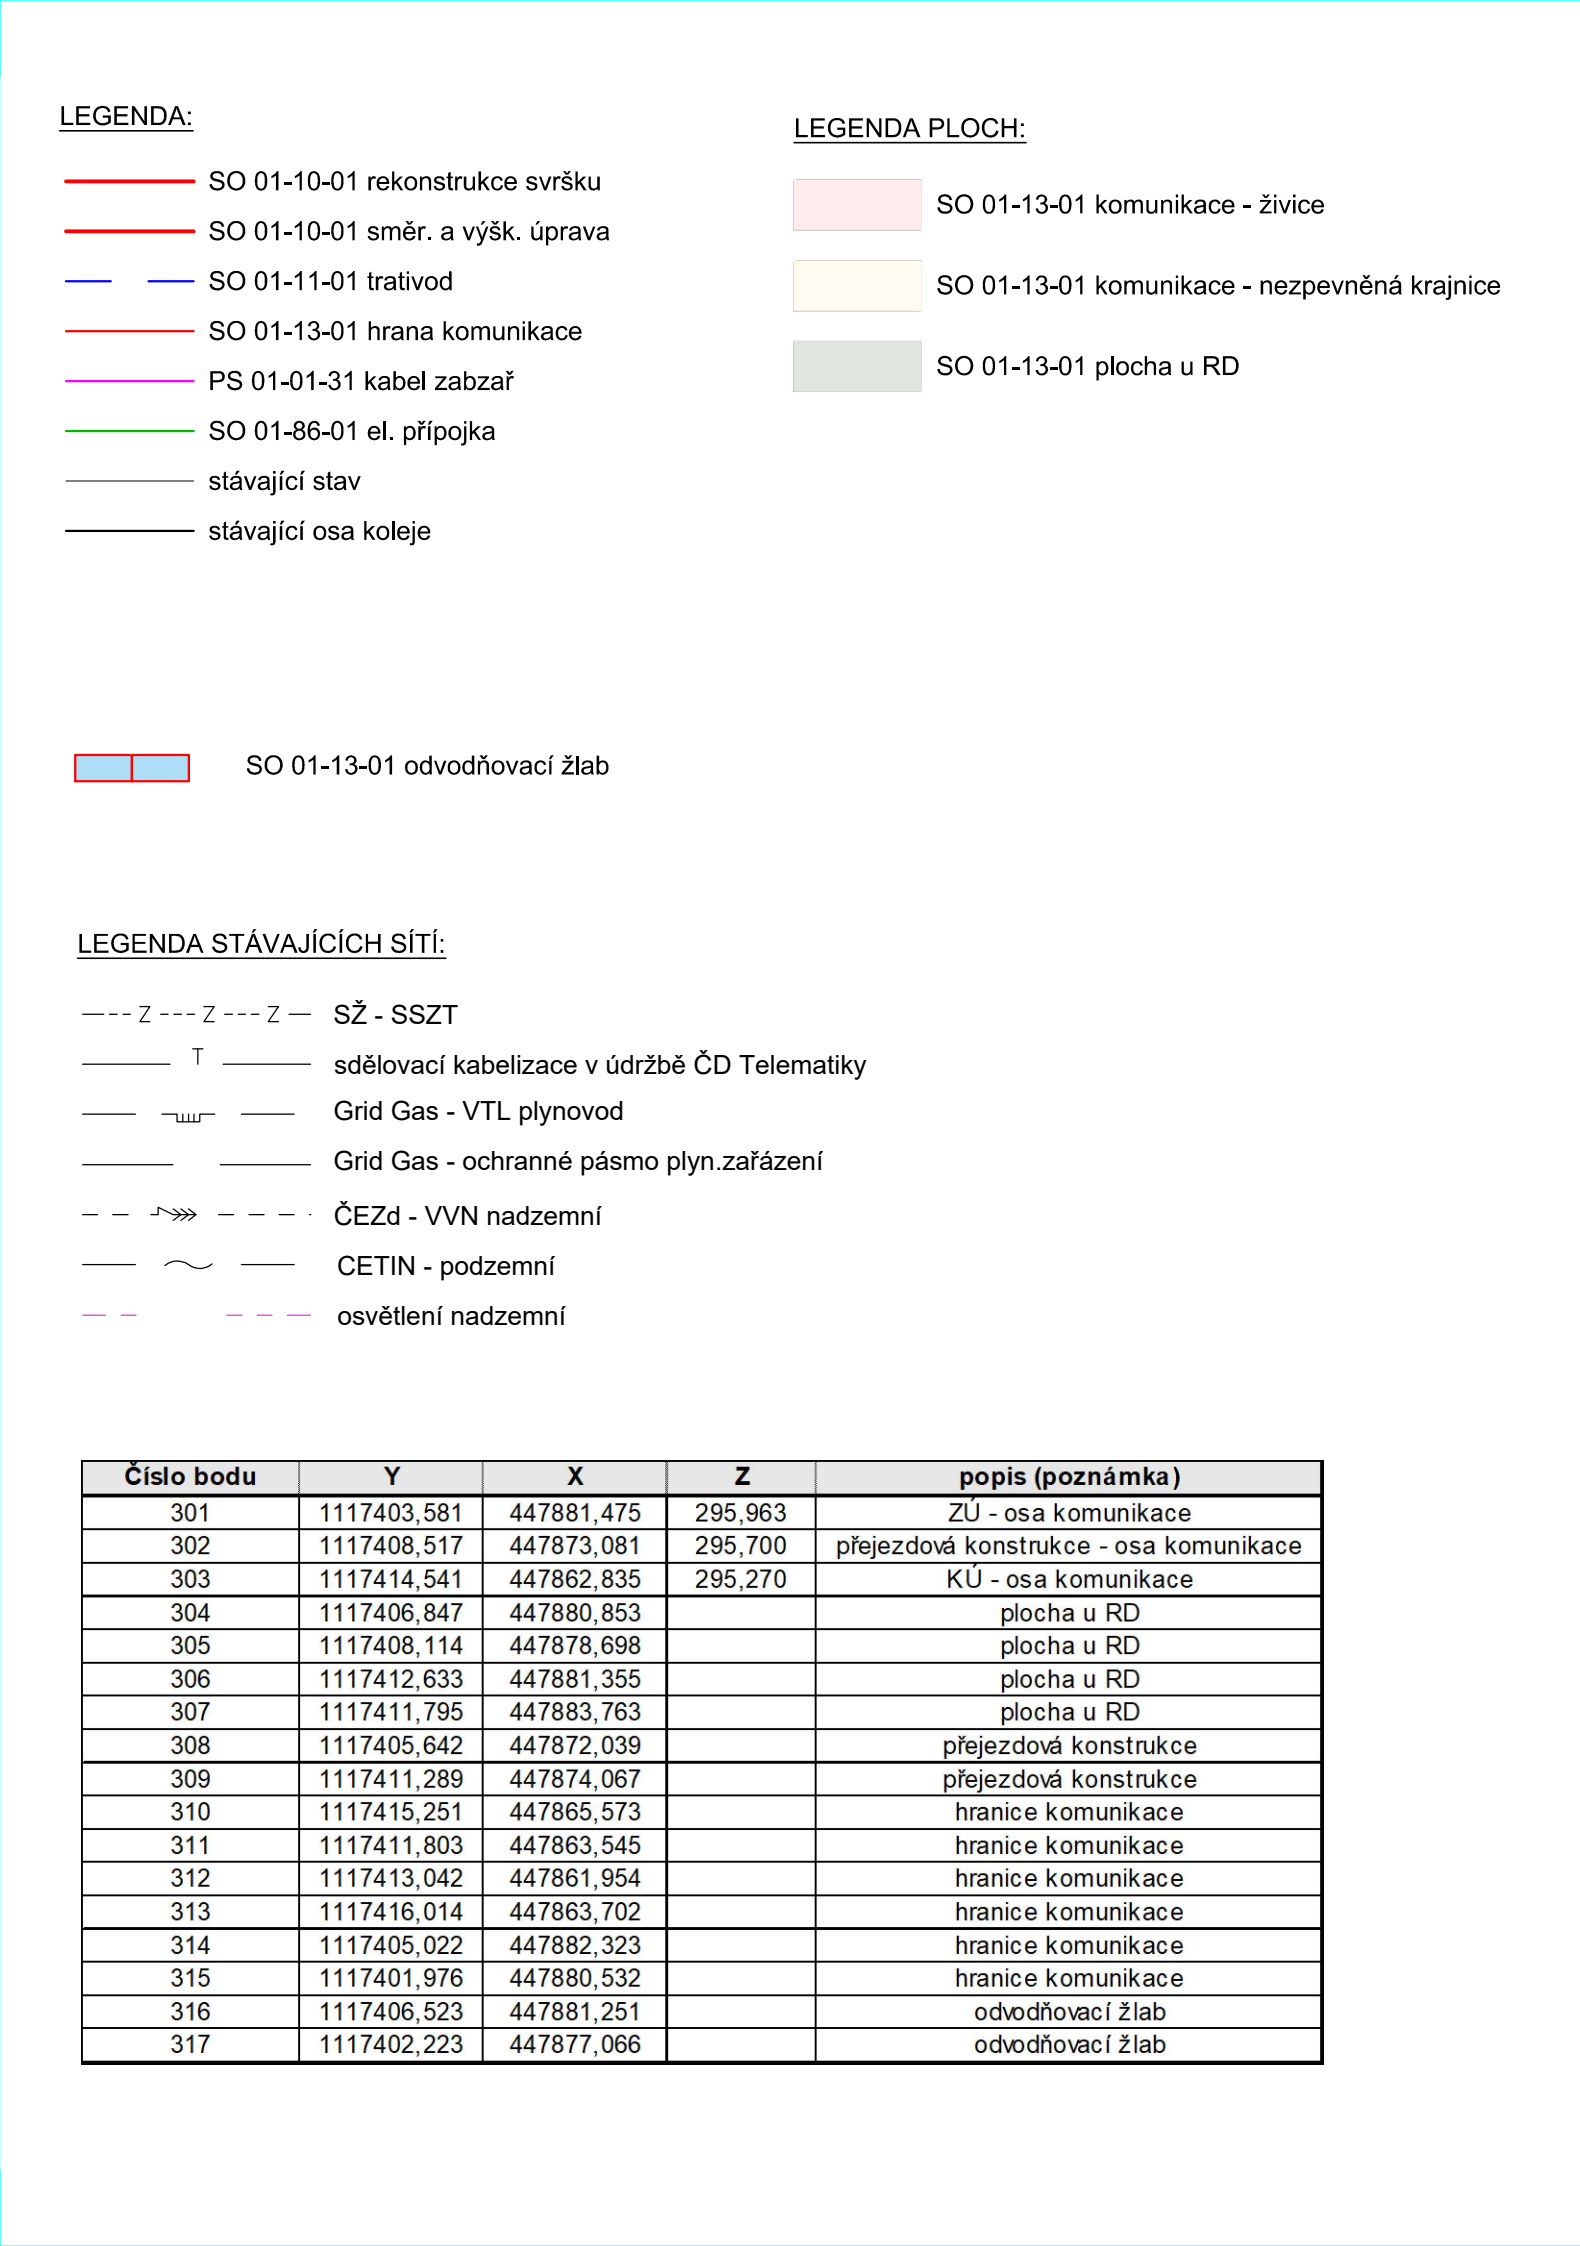 LEGENDA:
SO 01-10-01 rekonstrukce svršku
SO 01-10-01 směr. a výšk. úprava
SO 01-11-01 trativod
SO 01-13-01 hrana komunikace
PS 01-01-31 kabel zabzař
SO 01-86-01 el. přípojka
stávající stav
stávající osa koleje
LEGENDA PLOCH:
SO 01-13-01 komunikace - živice
SO 01-13-01 komunikace - nezpevněná krajnice
SO 01-13-01 plocha u RD
SO 01-13-01 odvodňovací žlab
LEGENDA STÁVAJÍCÍCH SÍTÍ:
Z Z Z SŽ - SSZT
T sdělovací kabelizace v údržbě ČD Telematiky
Grid Gas - VTL plynovod
Grid Gas - ochranné pásmo plyn.zařázení
ČEZd - VVN nadzemní
CETIN - podzemní
osvětlení nadzemní
Číslo bodu Y X Z popis (poznámka)
301 1117403,581 447881,475 295,963 ZÚ - osa komunikace
302 1117408,517 447873,081 295,700 přejezdová konstrukce - osa komunikace
303 1117414,541 447862,835 295,270 KÚ - osa komunikace
304 1117406,847 447880,853 plocha u RD
305 1117408,114 447878,698 plocha u RD
306 1117412,633 447881,355 plocha u RD
307 1117411,795 447883,763 plocha u RD
308 1117405,642 447872,039 přejezdová konstrukce
309 1117411,289 447874,067 přejezdová konstrukce
310 1117415,251 447865,573 hranice komunikace
311 1117411,803 447863,545 hranice komunikace
312 1117413,042 447861,954 hranice komunikace
313 1117416,014 447863,702 hranice komunikace
314 1117405,022 447882,323 hranice komunikace
315 1117401,976 447880,532 hranice komunikace
316 1117406,523 447881,251 odvodňovací žlab
317 1117402,223 447877,066 odvodňovací žlab